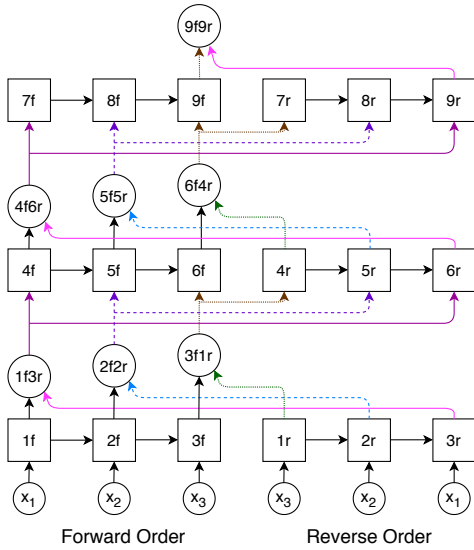 9f9r
7f 8f 9f 7r 8r 9r
4f6r 5f5r 6f4r
4f 5f 6f 4r 5r 6r
1f3r 2f2r 3f1r
1f 2f 3f 1r 2r 3r
x1 x2 x3 x3 x2 x1
Forward Order Reverse Order